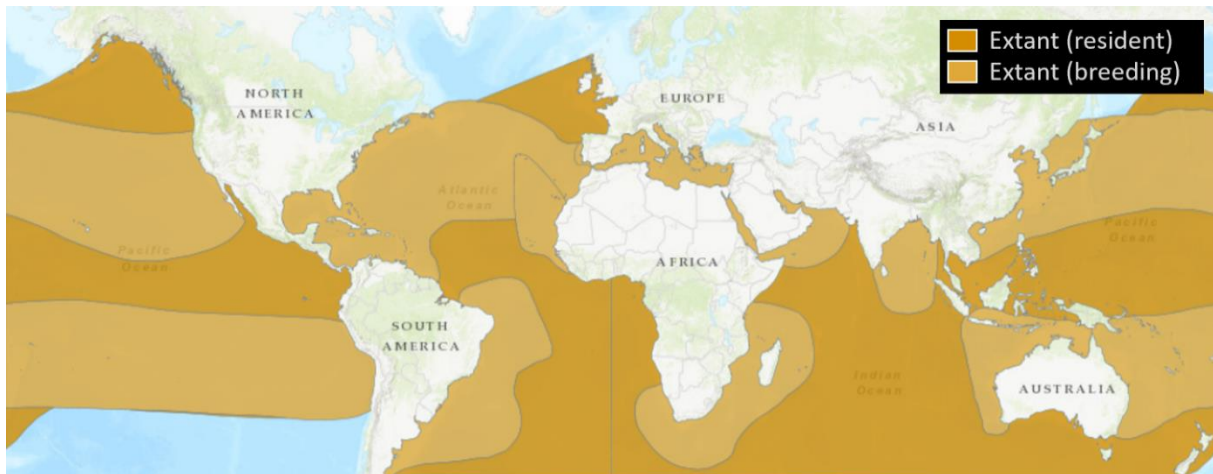 Extant (resident)
Extant (breeding)
NORTH
AMERICA
EUROPE
ASIA
Atlantic
Ocean
Pacific
Ocean
Pacific
Ocean
AFRICA
SOUTH
AMERICA
Indian
Ocean
AUSTRALIA